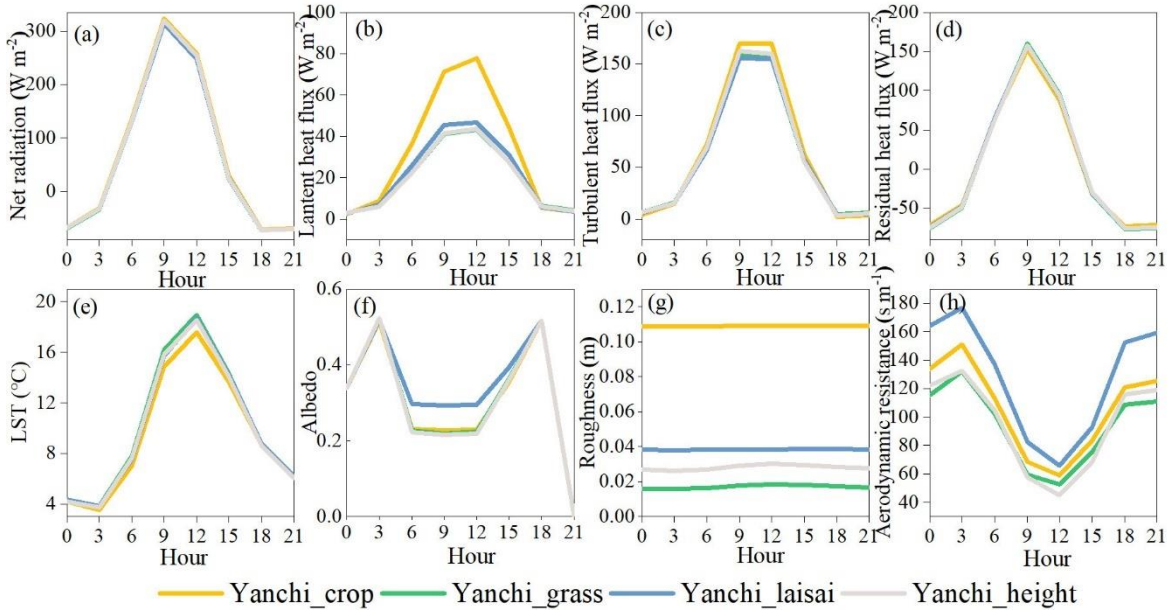 (a)
Net radiation (W m⁻²)
300
200
100
0
0 3 6 9 12 15 18 21
Hour
(b)
Lantent heat flux (W m⁻²)
100
80
60
40
20
0
0 3 6 9 12 15 18 21
Hour
(c)
Turbulent heat flux (W m⁻²)
200
150
100
50
0
0 3 6 9 12 15 18 21
Hour
(d)
Residual heat flux (W m⁻²)
200
150
100
50
0
-50
0 3 6 9 12 15 18 21
Hour
(e)
LST (°C)
20
16
12
8
4
0 3 6 9 12 15 18 21
Hour
(f)
Albedo
0.6
0.4
0.2
0.0
0 3 6 9 12 15 18 21
Hour
(g)
Roughness (m)
0.12
0.10
0.08
0.06
0.04
0.02
0.00
0 3 6 9 12 15 18 21
Hour
(h)
Aerodynamic resistance (s m⁻¹)
180
160
140
120
100
80
60
40
0 3 6 9 12 15 18 21
Hour
Yanchi_crop Yanchi_grass Yanchi_laisai Yanchi_height